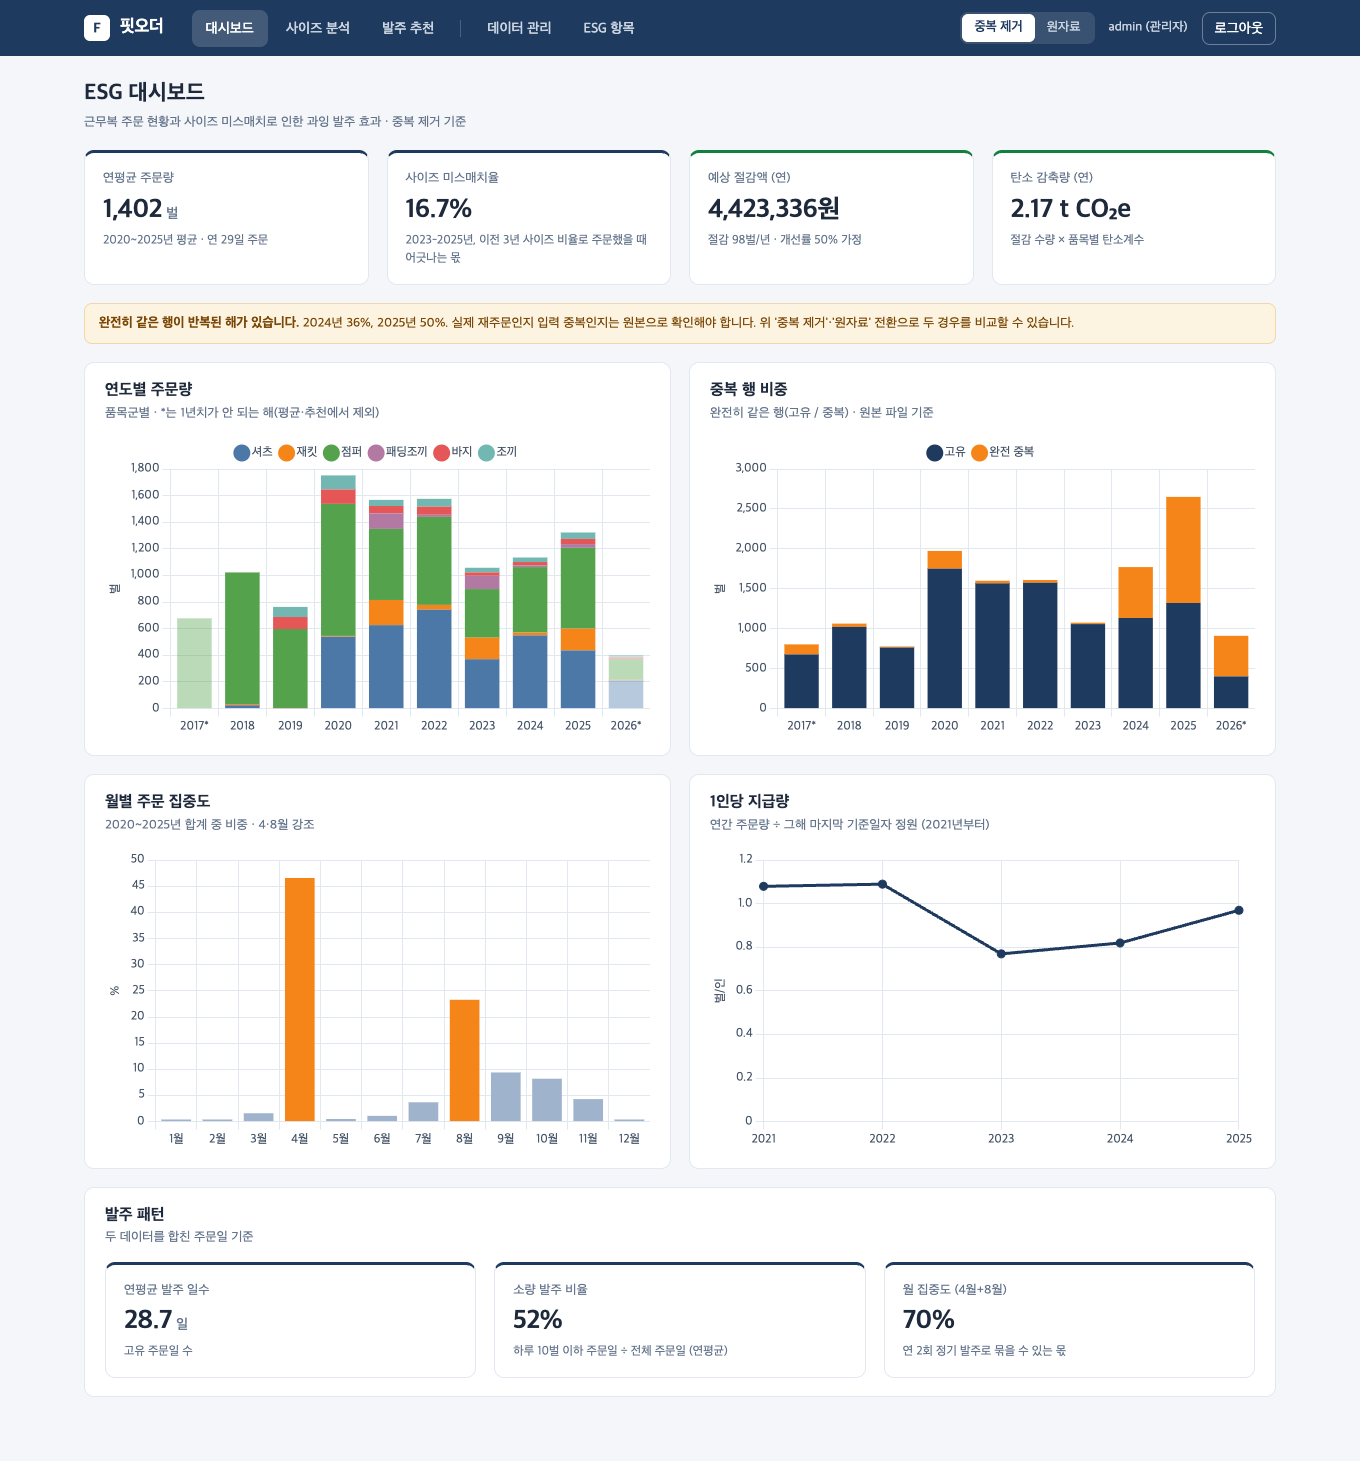 F 핏오더 대시보드 사이즈 분석 발주 추천 데이터 관리 ESG 항목 중복 제거 원자료 admin (관리자) 로그아웃
ESG 대시보드
근무복 주문 현황과 사이즈 미스매치로 인한 과잉 발주 효과 · 중복 제거 기준
연평균 주문량
1,402 벌
2020~2025년 평균 · 연 29일 주문
사이즈 미스매치율
16.7%
2023-2025년, 이전 3년 사이즈 비율로 주문했을 때
어긋나는 몫
예상 절감액 (연)
4,423,336원
절감 98벌/년 · 개선률 50% 가정
탄소 감축량 (연)
2.17 t CO₂e
절감 수량 × 품목별 탄소계수
완전히 같은 행이 반복된 해가 있습니다. 2024년 36%, 2025년 50%. 실제 재주문인지 입력 중복인지는 원본으로 확인해야 합니다. 위 '중복 제거'·'원자료' 전환으로 두 경우를 비교할 수 있습니다.
연도별 주문량
품목군별 · *는 1년치가 안 되는 해(평균·추천에서 제외)
셔츠 재킷 점퍼 패딩조끼 바지 조끼
1,800
1,600
1,400
1,200
1,000
800
600
400
200
0
벌
2017* 2018 2019 2020 2021 2022 2023 2024 2025 2026*
중복 행 비중
완전히 같은 행(고유 / 중복) · 원본 파일 기준
고유 완전 중복
3,000
2,500
2,000
1,500
1,000
500
0
벌
2017* 2018 2019 2020 2021 2022 2023 2024 2025 2026*
월별 주문 집중도
2020~2025년 합계 중 비중 · 4·8월 강조
50
45
40
35
30
25
20
15
10
5
0
%
1월 2월 3월 4월 5월 6월 7월 8월 9월 10월 11월 12월
1인당 지급량
연간 주문량 ÷ 그해 마지막 기준일자 정원 (2021년부터)
1.2
1.0
0.8
0.6
0.4
0.2
0
벌/인
2021 2022 2023 2024 2025
발주 패턴
두 데이터를 합친 주문일 기준
연평균 발주 일수
28.7 일
고유 주문일 수
소량 발주 비율
52%
하루 10벌 이하 주문일 ÷ 전체 주문일 (연평균)
월 집중도 (4월+8월)
70%
연 2회 정기 발주로 묶을 수 있는 몫